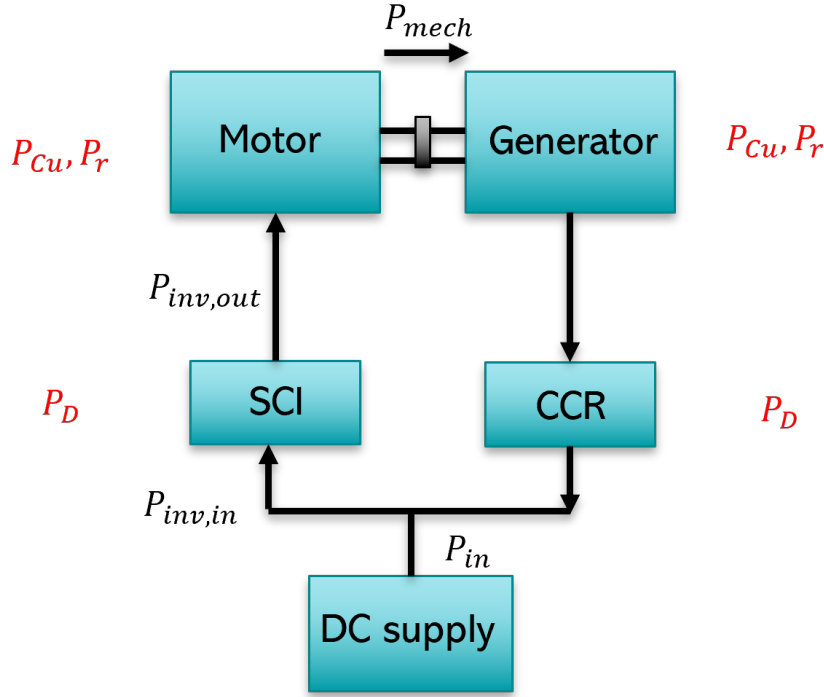 P_mech
Motor
Generator
P_Cu, P_r
P_Cu, P_r
P_inv,out
SCI
CCR
P_D
P_D
P_inv,in
P_in
DC supply